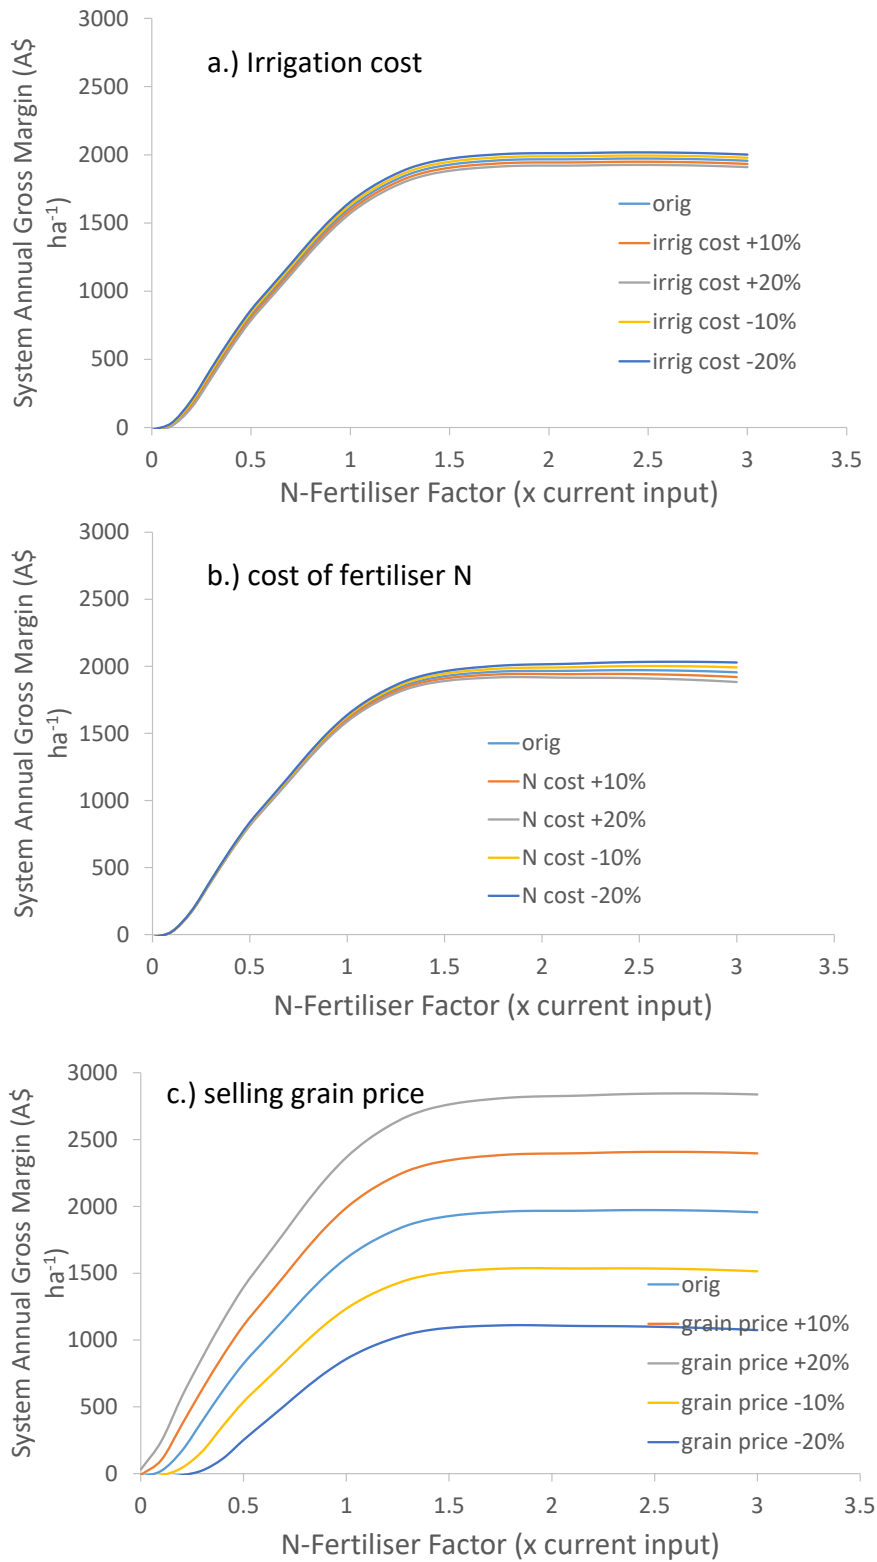 a.) Irrigation cost
System Annual Gross Margin (A$
ha-1)
3000
2500
2000
1500
1000
500
0
orig
irrig cost +10%
irrig cost +20%
irrig cost -10%
irrig cost -20%
0 0.5 1 1.5 2 2.5 3 3.5
N-Fertiliser Factor (x current input)
b.) cost of fertiliser N
System Annual Gross Margin (A$
ha-1)
3000
2500
2000
1500
1000
500
0
orig
N cost +10%
N cost +20%
N cost -10%
N cost -20%
0 0.5 1 1.5 2 2.5 3 3.5
N-Fertiliser Factor (x current input)
c.) selling grain price
System Annual Gross Margin (A$
ha-1)
3000
2500
2000
1500
1000
500
0
orig
grain price +10%
grain price +20%
grain price -10%
grain price -20%
0 0.5 1 1.5 2 2.5 3 3.5
N-Fertiliser Factor (x current input)